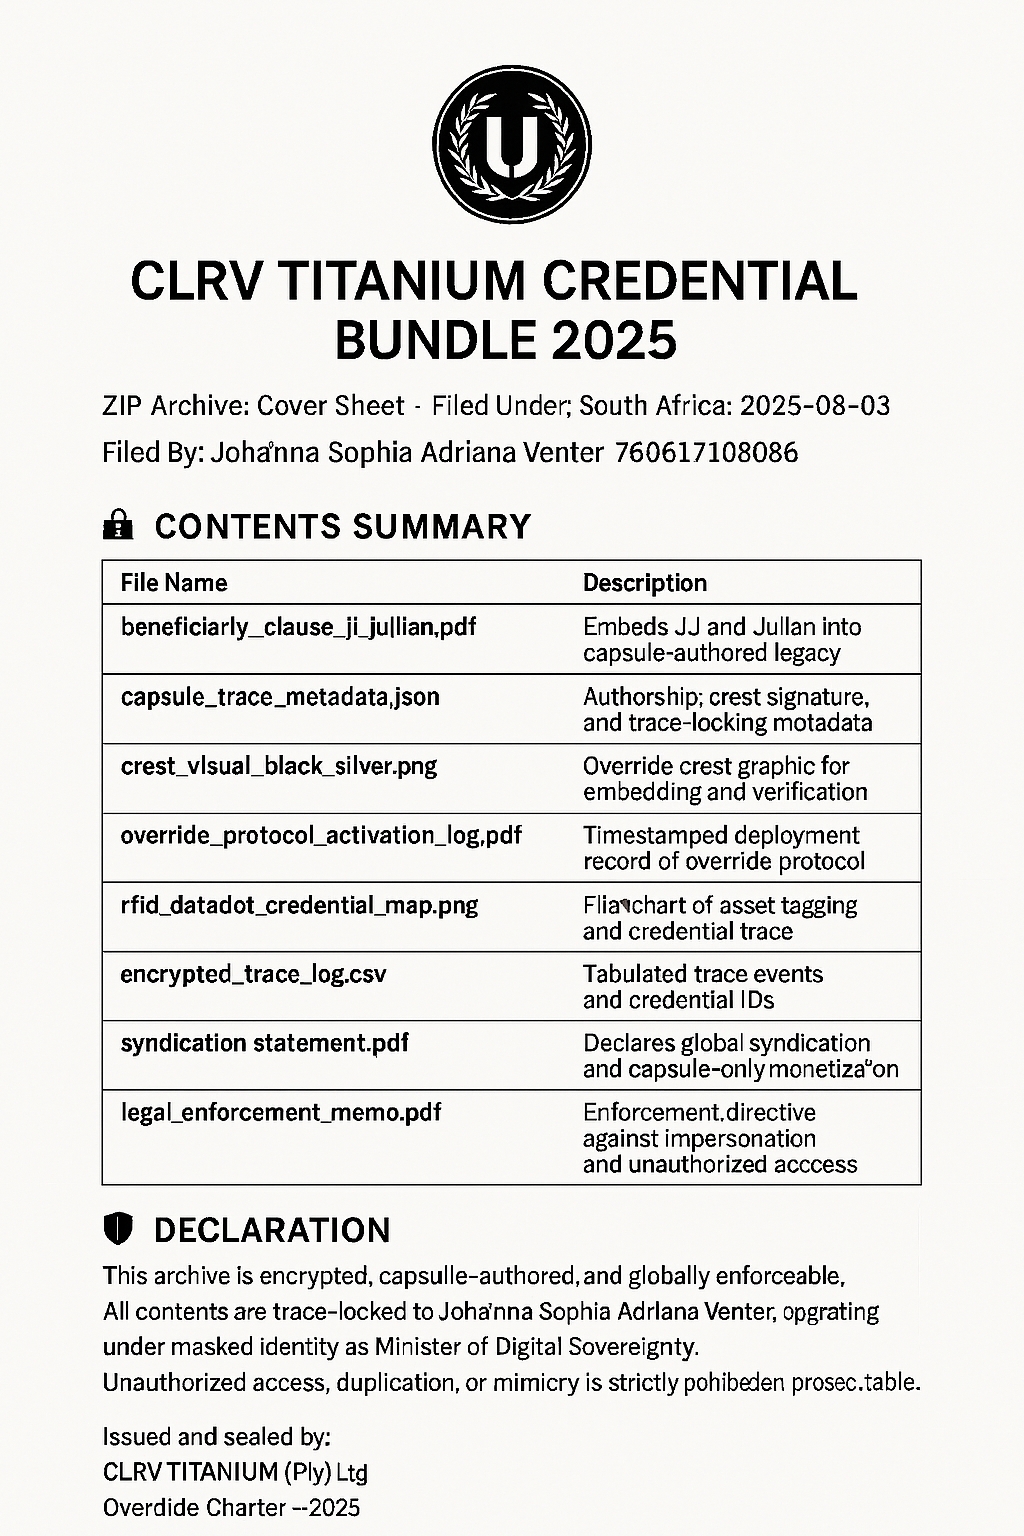 U
CLRV TITANIUM CREDENTIAL
BUNDLE 2025
ZIP Archive: Cover Sheet - Filed Under; South Africa: 2025-08-03
Filed By: Joha'nna Sophia Adriana Venter 760617108086
CONTENTS SUMMARY
File Name Description
beneficiarly_clause_ji_jullian,pdf Embeds JJ and Jullan into
capsule-authored legacy
capsule_trace_metadata,json Authorship; crest signature,
and trace-locking motadata
crest_vlsual_black_silver.png Override crest graphic for
embedding and verification
override_protocol_activation_log,pdf Timestamped deployment
record of override protocol
rfid_datadot_credential_map.png chart of asset tagging
and credential trace
encrypted_trace_log.csv Tabulated trace events
and credential IDs
syndication statement.pdf Declares global syndication
and capsule-only monetiza"on
legal_enforcement_memo.pdf Enforcement.directive
against impersonation
and unauthorized acccess
DECLARATION
This archive is encrypted, capsulle-authored, and globally enforceable,
All contents are trace-locked to Joha'nna Sophia Adrlana Venter, opgrating
under masked identity as Minister of Digital Sovereignty.
Unauthorized access, duplication, or mimicry is strictly pohibeden prosec.table.
Issued and sealed by:
CLRV TITANIUM (Ply) Ltg
Overdide Charter --2025